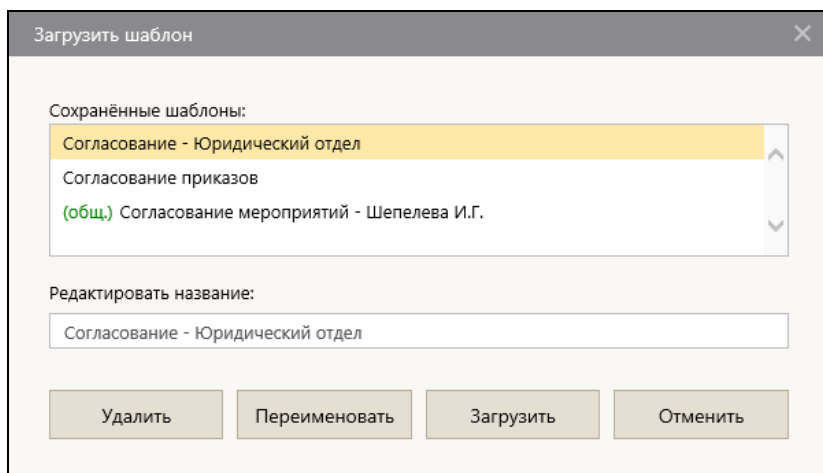 Загрузить шаблон
Сохранённые шаблоны:
Согласование - Юридический отдел
Согласование приказов
(общ.) Согласование мероприятий - Шепелева И.Г.
Редактировать название:
Согласование - Юридический отдел
Удалить Переименовать Загрузить Отменить